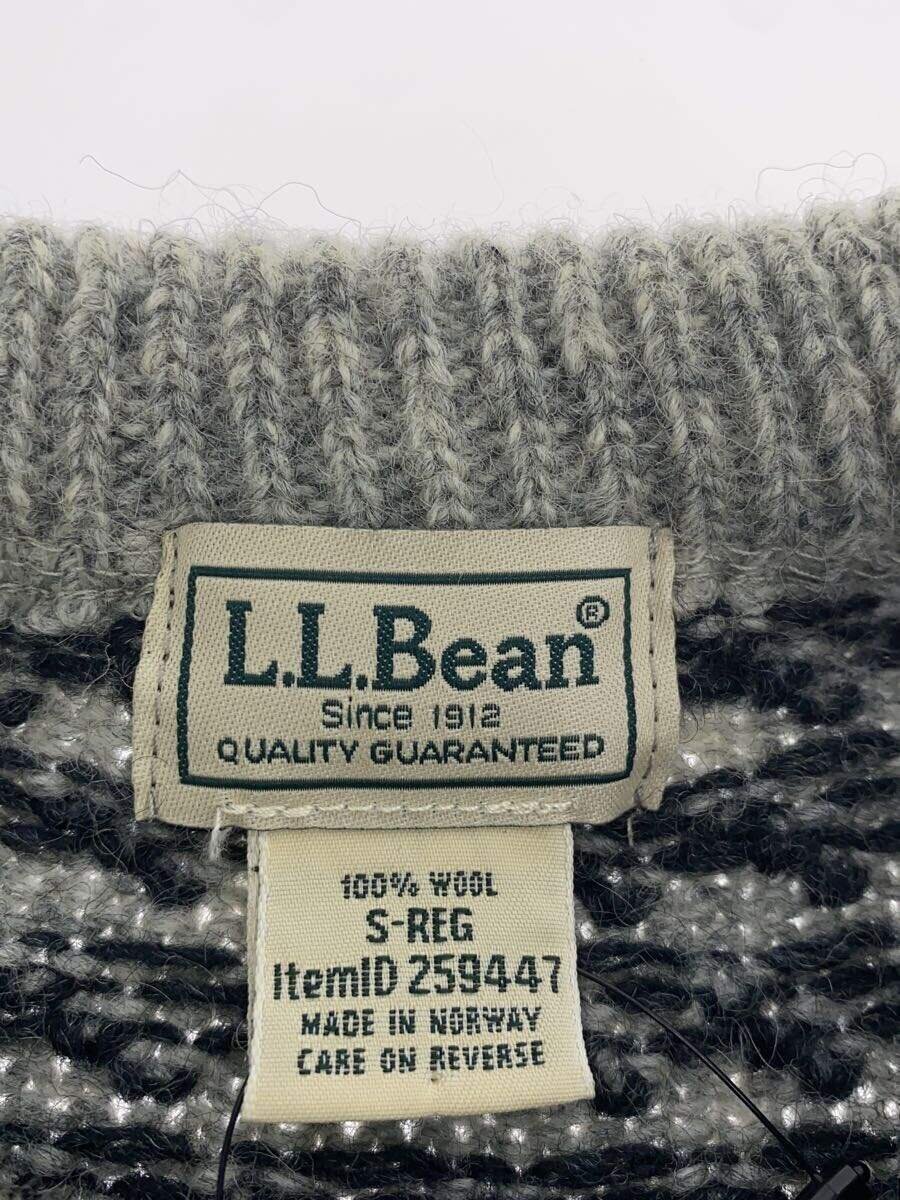 L.L.Bean®
Since 1912
QUALITY GUARANTEED
100% WOOL
S-REG
ItemID 259447
MADE IN NORWAY
CARE ON REVERSE